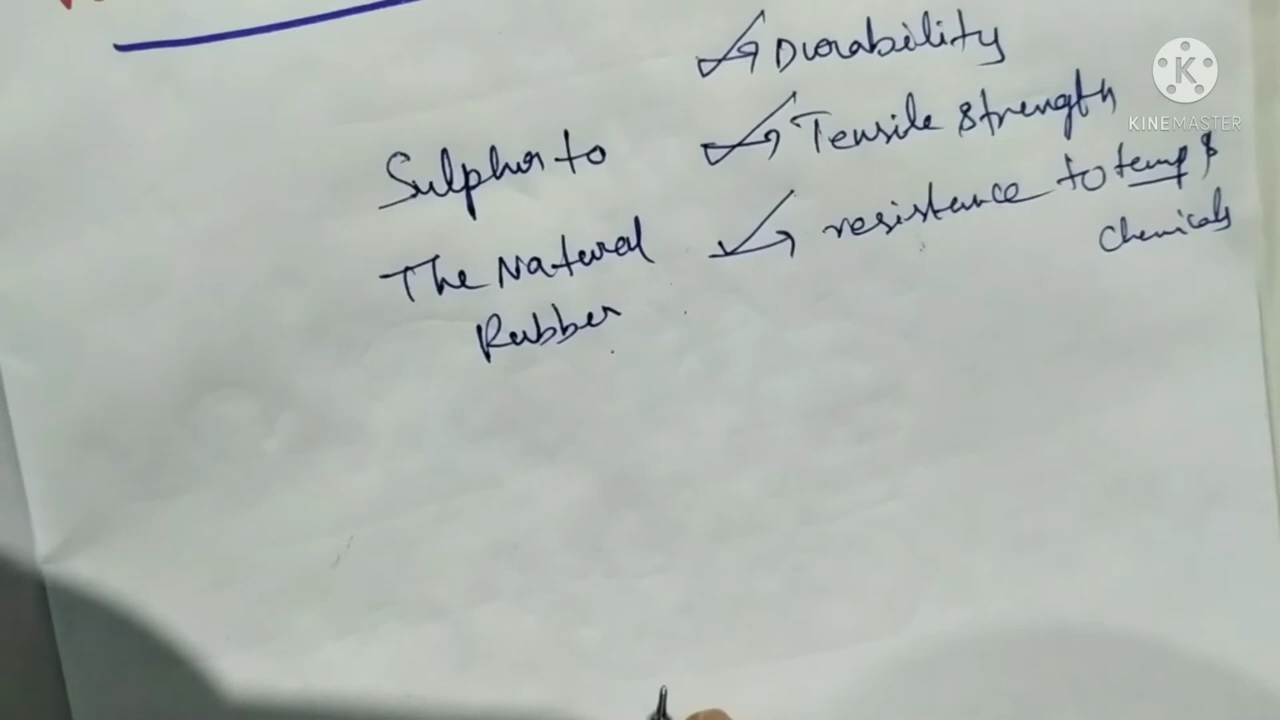 Durability
Tensile Strength
resistance to temp &
chemicals
Sulphur to
The Natural
Rubber
KINEMASTER